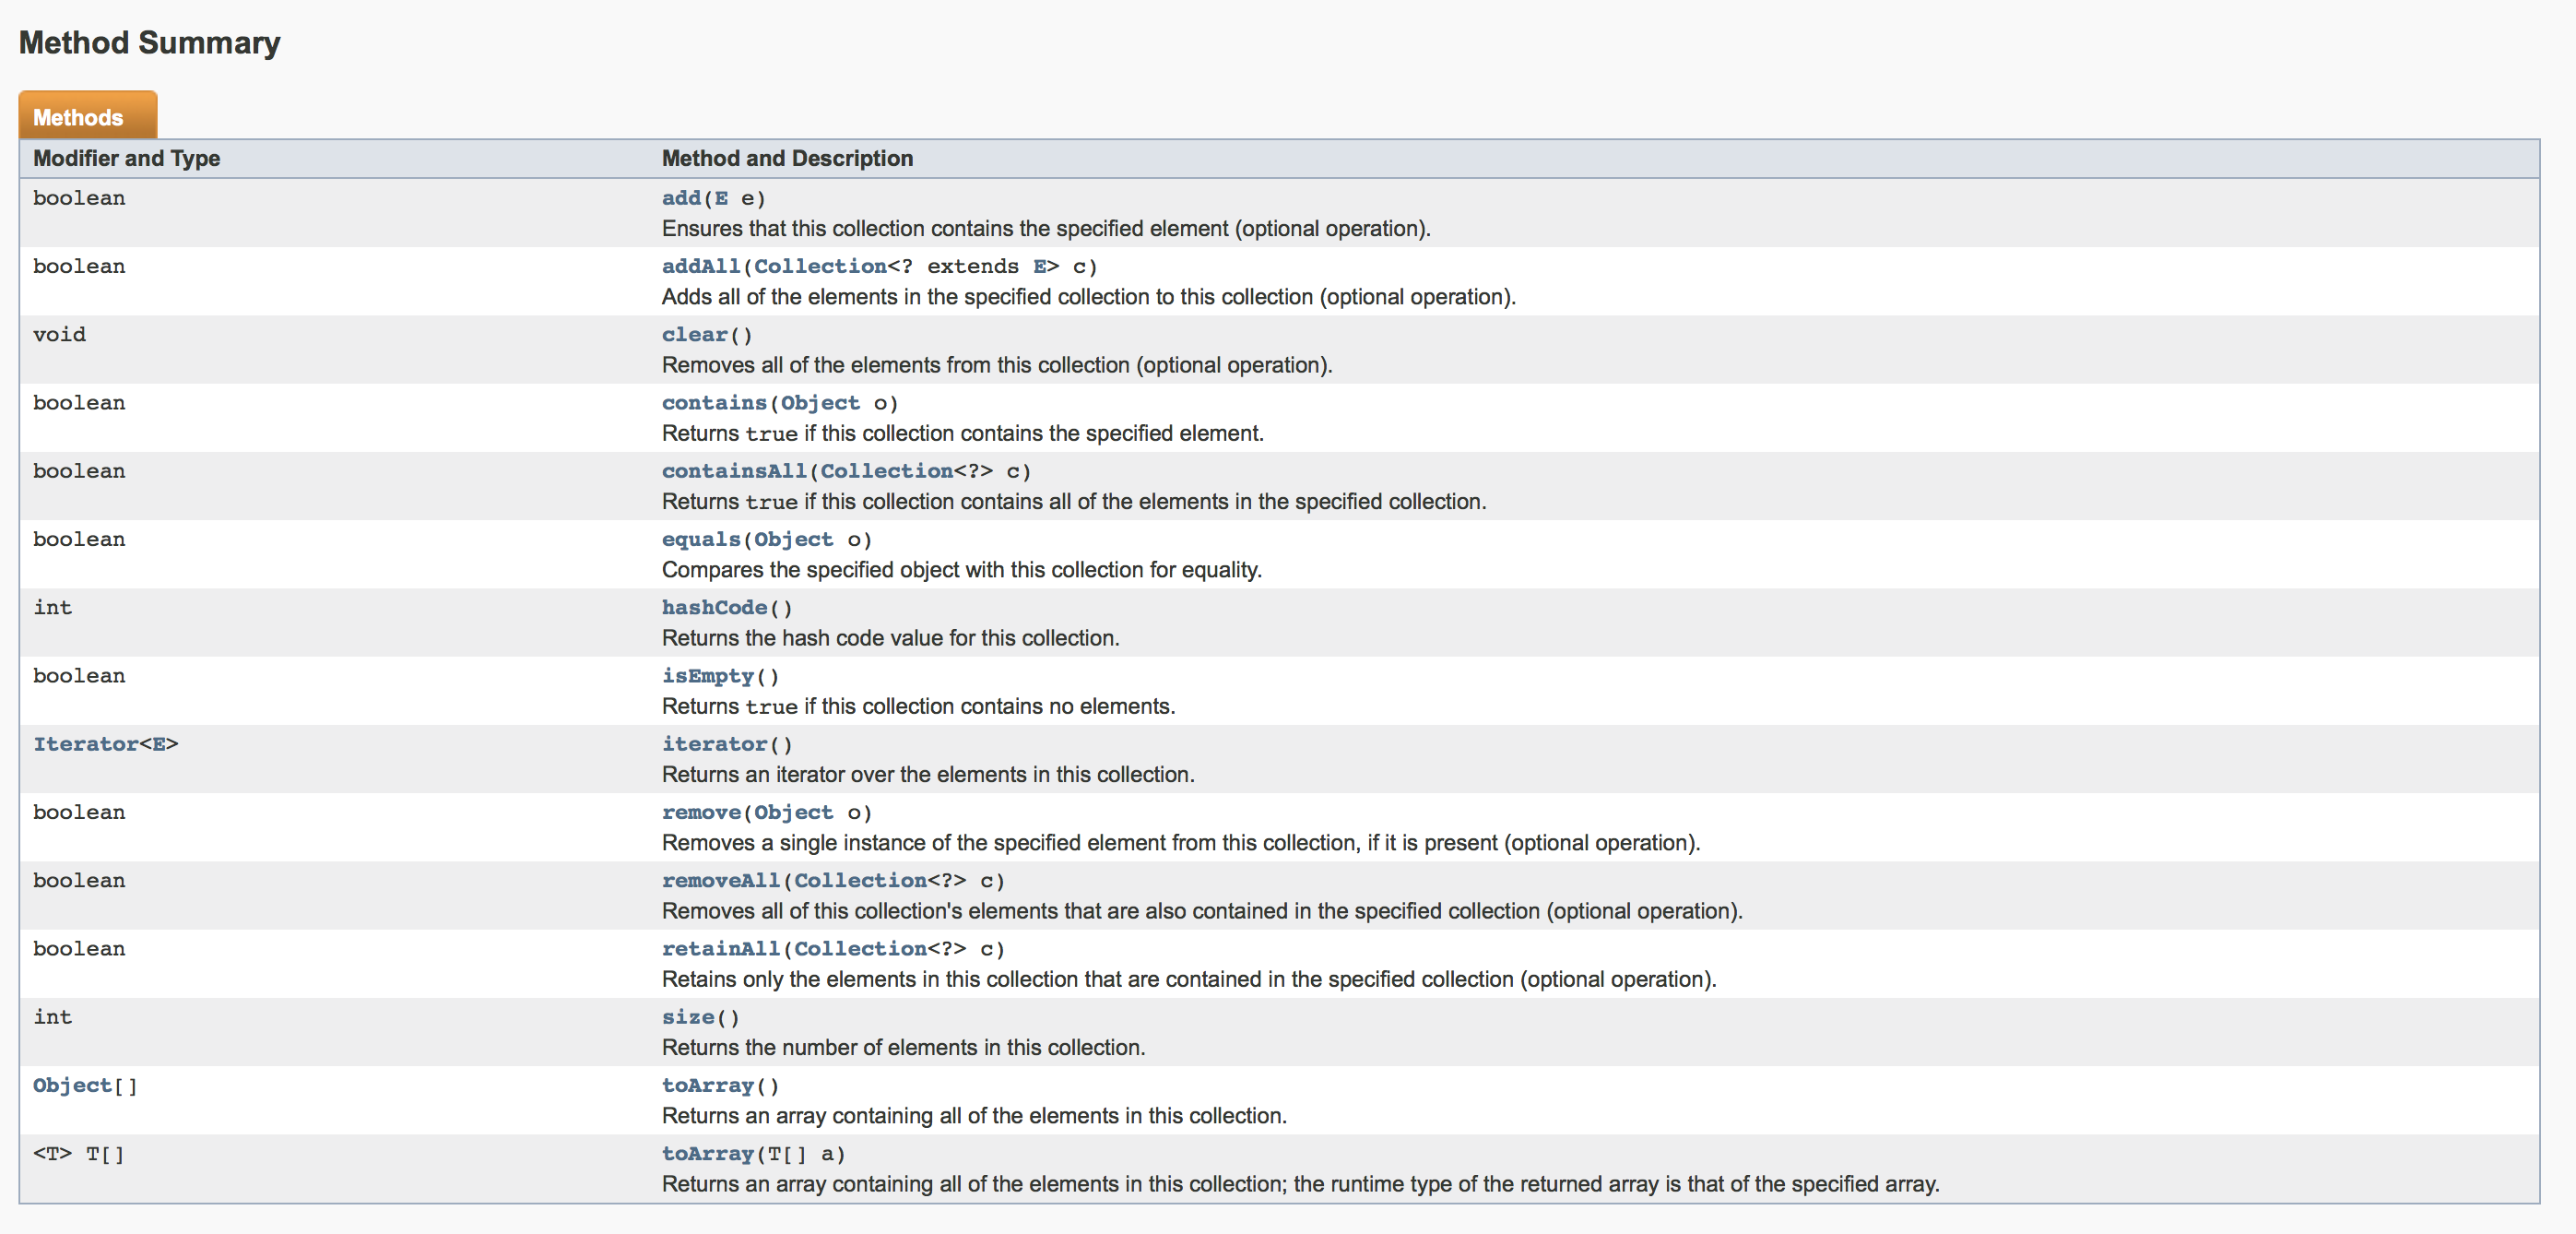 Method Summary
Methods
Modifier and Type Method and Description
boolean add(E e)
Ensures that this collection contains the specified element (optional operation).
boolean addAll(Collection<? extends E> c)
Adds all of the elements in the specified collection to this collection (optional operation).
void clear()
Removes all of the elements from this collection (optional operation).
boolean contains(Object o)
Returns true if this collection contains the specified element.
boolean containsAll(Collection<?> c)
Returns true if this collection contains all of the elements in the specified collection.
boolean equals(Object o)
Compares the specified object with this collection for equality.
int hashCode()
Returns the hash code value for this collection.
boolean isEmpty()
Returns true if this collection contains no elements.
Iterator<E> iterator()
Returns an iterator over the elements in this collection.
boolean remove(Object o)
Removes a single instance of the specified element from this collection, if it is present (optional operation).
boolean removeAll(Collection<?> c)
Removes all of this collection's elements that are also contained in the specified collection (optional operation).
boolean retainAll(Collection<?> c)
Retains only the elements in this collection that are contained in the specified collection (optional operation).
int size()
Returns the number of elements in this collection.
Object[] toArray()
Returns an array containing all of the elements in this collection.
<T> T[] toArray(T[] a)
Returns an array containing all of the elements in this collection; the runtime type of the returned array is that of the specified array.